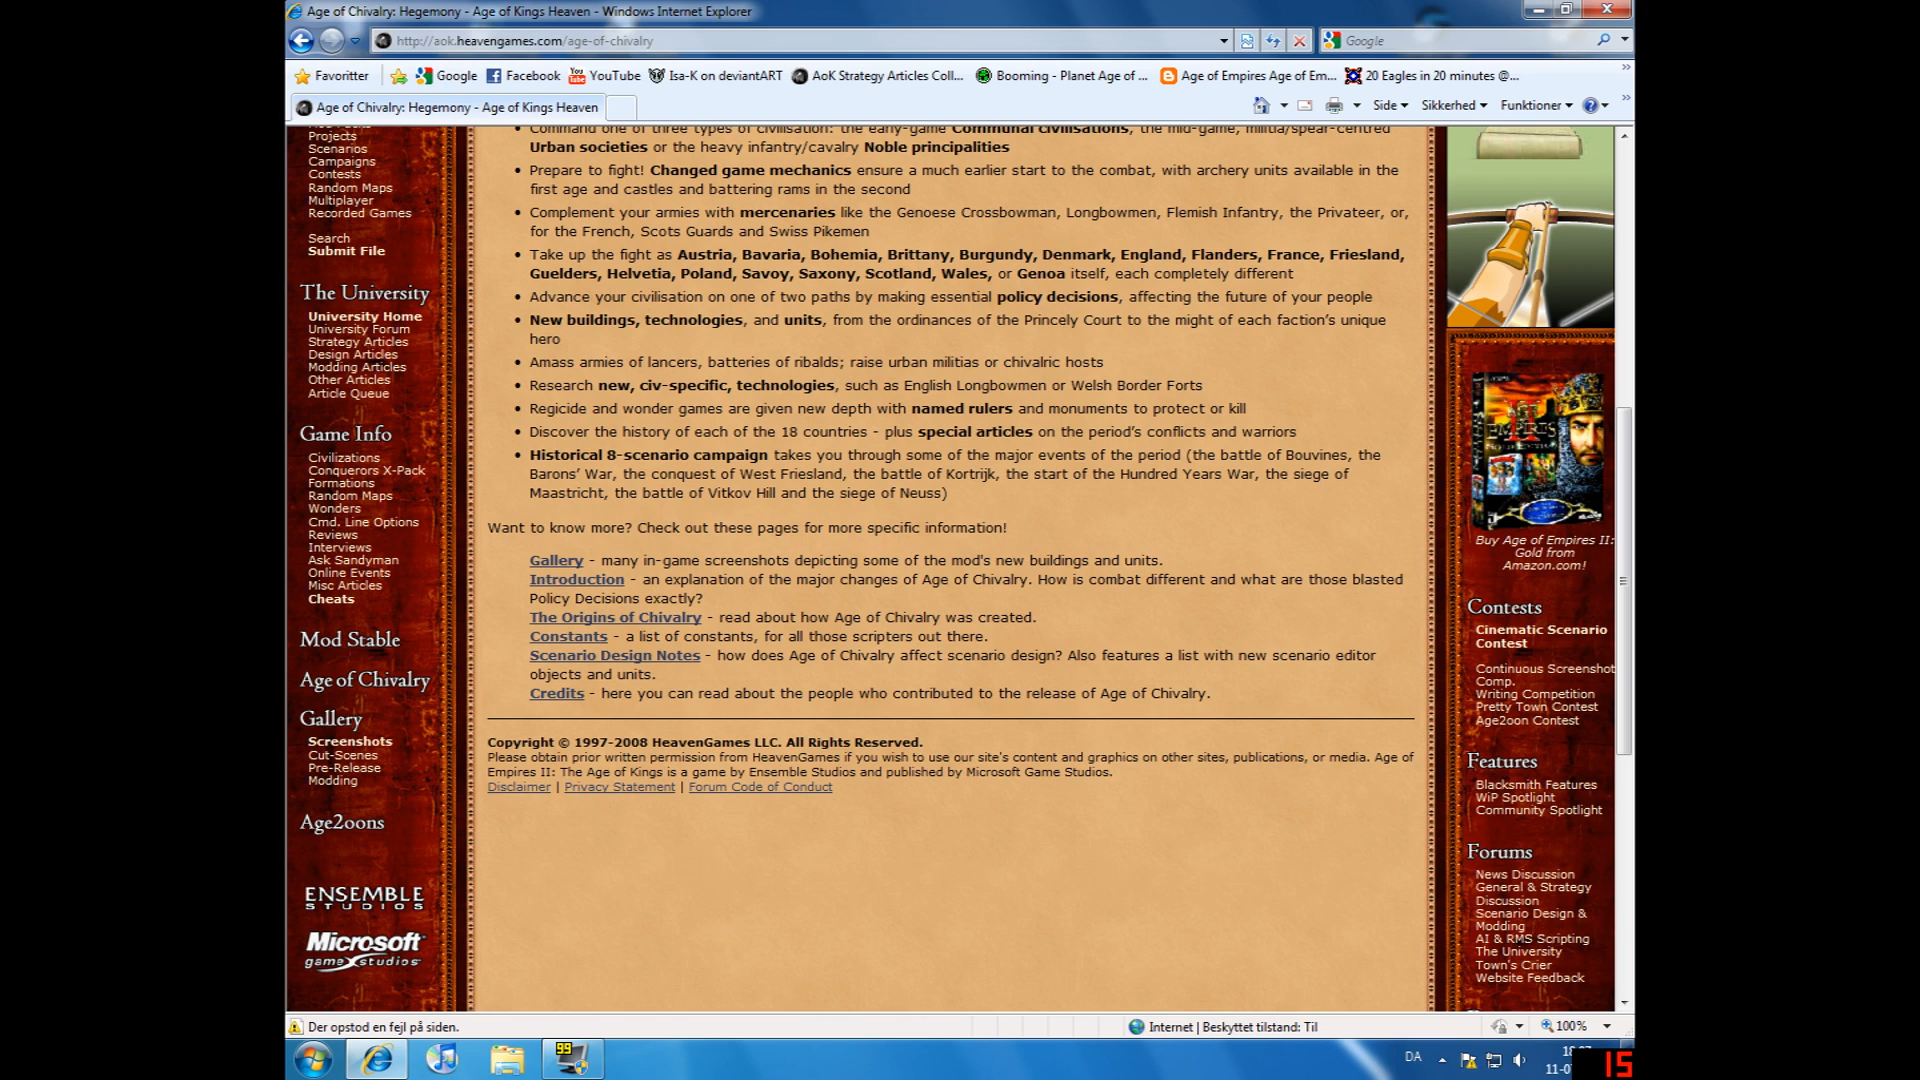 Age of Chivalry: Hegemony - Age of Kings Heaven - Windows Internet Explorer
http://aok.heavengames.com/age-of-chivalry
Google
Favoritter
Google
Facebook
YouTube
Isa-K on deviantART
AoK Strategy Articles Coll...
Booming - Planet Age of ...
Age of Empires Age of Em...
20 Eagles in 20 minutes @...
Age of Chivalry: Hegemony - Age of Kings Heaven
Side
Sikkerhed
Funktioner
Projects
Scenarios
Campaigns
Contests
Random Maps
Multiplayer
Recorded Games
Search
Submit File
The University
University Home
University Forum
Strategy Articles
Design Articles
Modding Articles
Other Articles
Article Queue
Game Info
Civilizations
Conquerors X-Pack
Formations
Random Maps
Wonders
Cmd. Line Options
Reviews
Interviews
Ask Sandyman
Online Events
Misc Articles
Cheats
Mod Stable
Age of Chivalry
Gallery
Screenshots
Cut-Scenes
Pre-Release
Modding
Age2oons
ENSEMBLE
STUDIOS
Microsoft
game studios
Command one of three types of civilisation: the early-game Communal civilisations, the mid-game, militia/spear-centred
Urban societies or the heavy infantry/cavalry Noble principalities
• Prepare to fight! Changed game mechanics ensure a much earlier start to the combat, with archery units available in the
first age and castles and battering rams in the second
• Complement your armies with mercenaries like the Genoese Crossbowman, Longbowmen, Flemish Infantry, the Privateer, or,
for the French, Scots Guards and Swiss Pikemen
• Take up the fight as Austria, Bavaria, Bohemia, Brittany, Burgundy, Denmark, England, Flanders, France, Friesland,
Guelders, Helvetia, Poland, Savoy, Saxony, Scotland, Wales, or Genoa itself, each completely different
• Advance your civilisation on one of two paths by making essential policy decisions, affecting the future of your people
• New buildings, technologies, and units, from the ordinances of the Princely Court to the might of each faction's unique
hero
• Amass armies of lancers, batteries of ribalds; raise urban militias or chivalric hosts
• Research new, civ-specific, technologies, such as English Longbowmen or Welsh Border Forts
• Regicide and wonder games are given new depth with named rulers and monuments to protect or kill
• Discover the history of each of the 18 countries - plus special articles on the period's conflicts and warriors
• Historical 8-scenario campaign takes you through some of the major events of the period (the battle of Bouvines, the
Barons' War, the conquest of West Friesland, the battle of Kortrijk, the start of the Hundred Years War, the siege of
Maastricht, the battle of Vitkov Hill and the siege of Neuss)
Want to know more? Check out these pages for more specific information!
Gallery - many in-game screenshots depicting some of the mod's new buildings and units.
Introduction - an explanation of the major changes of Age of Chivalry. How is combat different and what are those blasted
Policy Decisions exactly?
The Origins of Chivalry - read about how Age of Chivalry was created.
Constants - a list of constants, for all those scripters out there.
Scenario Design Notes - how does Age of Chivalry affect scenario design? Also features a list with new scenario editor
objects and units.
Credits - here you can read about the people who contributed to the release of Age of Chivalry.
Copyright © 1997-2008 HeavenGames LLC. All Rights Reserved.
Please obtain prior written permission from HeavenGames if you wish to use our site's content and graphics on other sites, publications, or media. Age of
Empires II: The Age of Kings is a game by Ensemble Studios and published by Microsoft Game Studios.
Disclaimer | Privacy Statement | Forum Code of Conduct
EMPIRES
Buy Age of Empires II:
Gold from
Amazon.com!
Contests
Cinematic Scenario
Contest
Continuous Screenshot
Comp.
Writing Competition
Pretty Town Contest
Age2oon Contest
Features
Blacksmith Features
WiP Spotlight
Community Spotlight
Forums
News Discussion
General & Strategy
Discussion
Scenario Design &
Modding
AI & RMS Scripting
The University
Town's Crier
Website Feedback
Der opstod en fejl på siden.
Internet | Beskyttet tilstand: Til
100%
99
DA
15